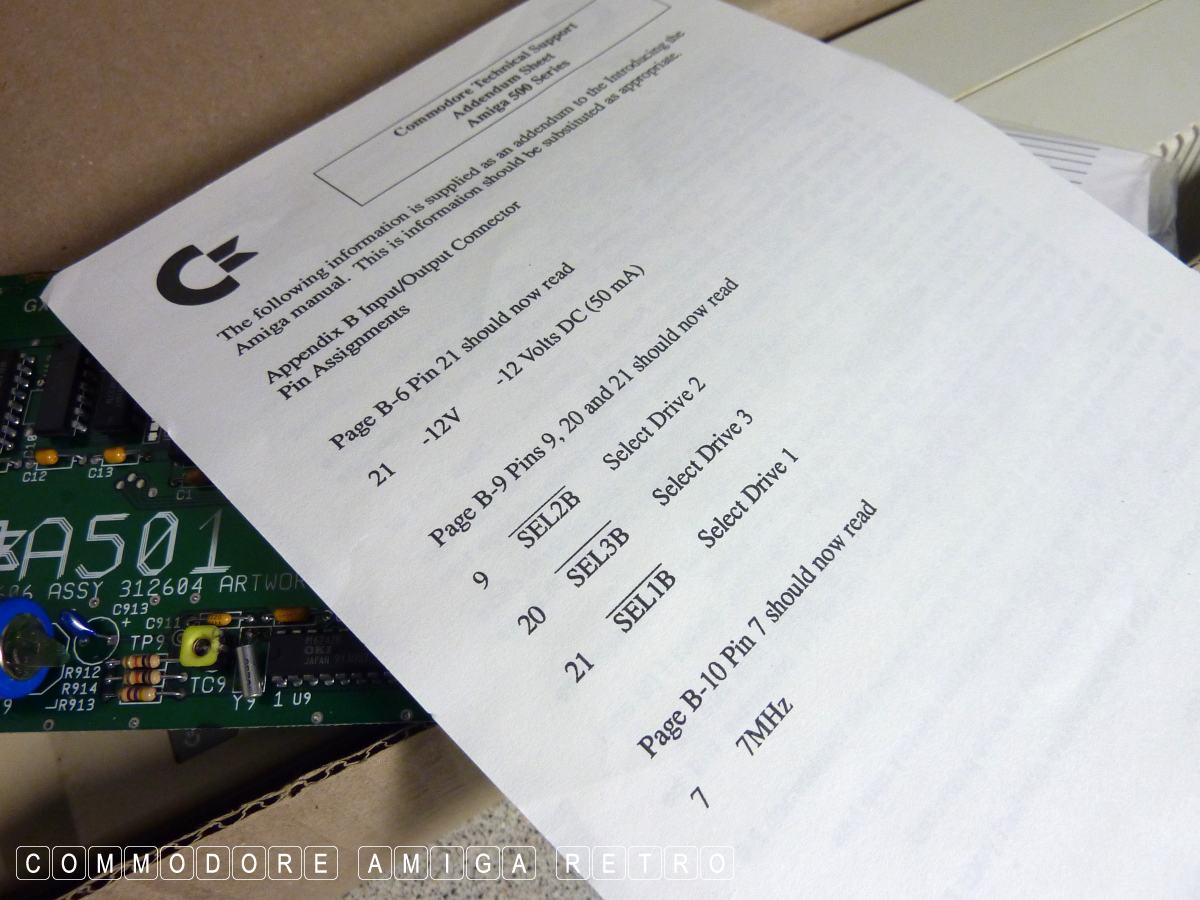 Commodore Technical Support
Addendum Sheet
Amiga 500 Series
The following information is supplied as an addendum to the Introducing the
Amiga manual. This is information should be substituted as appropriate.
Appendix B Input/Output Connector
Pin Assignments
Page B-6 Pin 21 should now read
21 -12V -12 Volts DC (50 mA)
Page B-9 Pins 9, 20 and 21 should now read
9 SEL2B Select Drive 2
20 SEL3B Select Drive 3
21 SEL1B Select Drive 1
Page B-10 Pin 7 should now read
7 7MHz
C12
C13
C1
A501
ASSY 312604
C913
+ C911
TP9
R912
R914
R913
TC9
Y9 1 U9
OKI
JAPAN
COMMODORE AMIGA RETRO